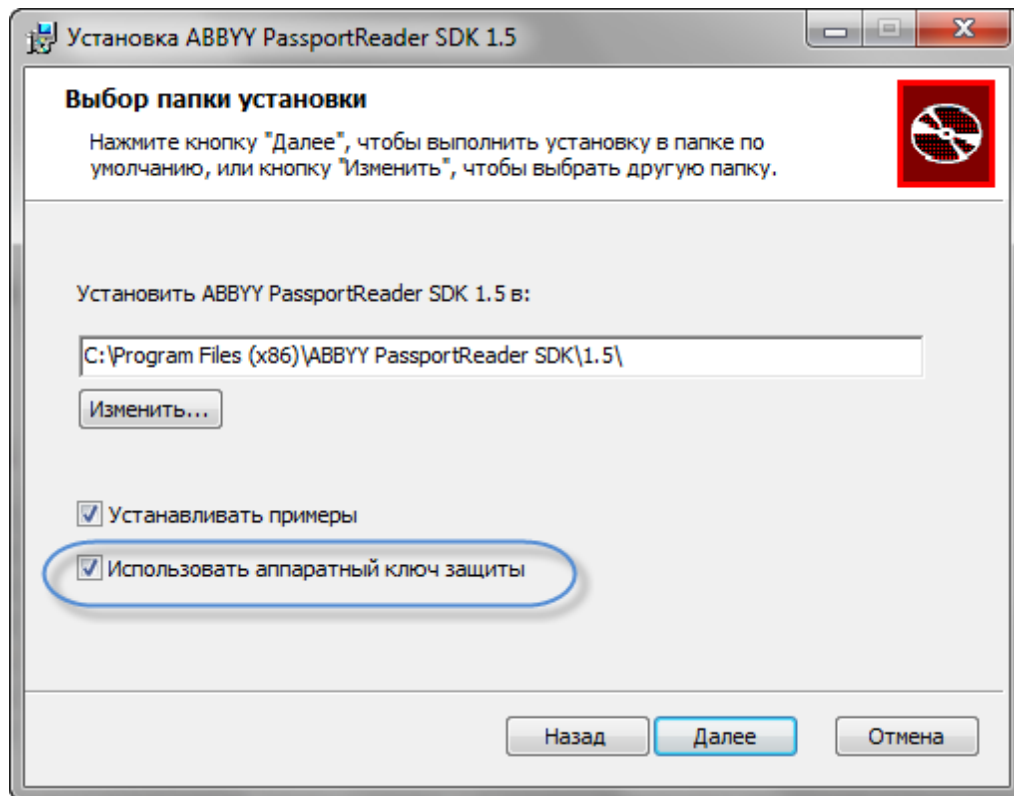 Установка ABBYY PassportReader SDK 1.5
Выбор папки установки
Нажмите кнопку "Далее", чтобы выполнить установку в папке по
умолчанию, или кнопку "Изменить", чтобы выбрать другую папку.
Установить ABBYY PassportReader SDK 1.5 в:
C:\Program Files (x86)\ABBYY PassportReader SDK\1.5\
Изменить...
Устанавливать примеры
Использовать аппаратный ключ защиты
Назад
Далее
Отмена